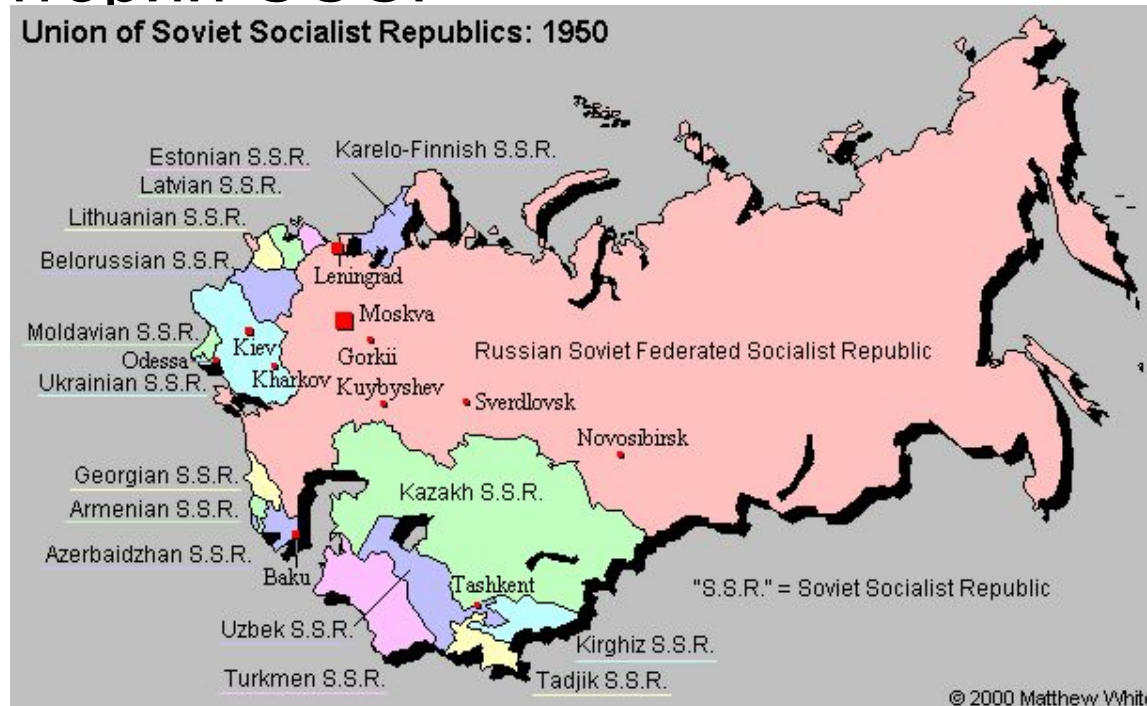 Union of Soviet Socialist Republics: 1950
Estonian S.S.R.
Karelo-Finnish S.S.R.
Latvian S.S.R.
Lithuanian S.S.R.
Belorussian S.S.R.
Leningrad
Moskva
Moldavian S.S.R.
Kiev
Gorkii
Russian Soviet Federated Socialist Republic
Odessa
Kharkov
Ukrainian S.S.R.
Kuybyshev
Sverdlovsk
Novosibirsk
Georgian S.S.R.
Kazakh S.S.R.
Armenian S.S.R.
Azerbaidzhan S.S.R.
Baku
Tashkent
"S.S.R." = Soviet Socialist Republic
Uzbek S.S.R.
Kirghiz S.S.R.
Turkmen S.S.R.
Tadjik S.S.R.
© 2000 Matthew White